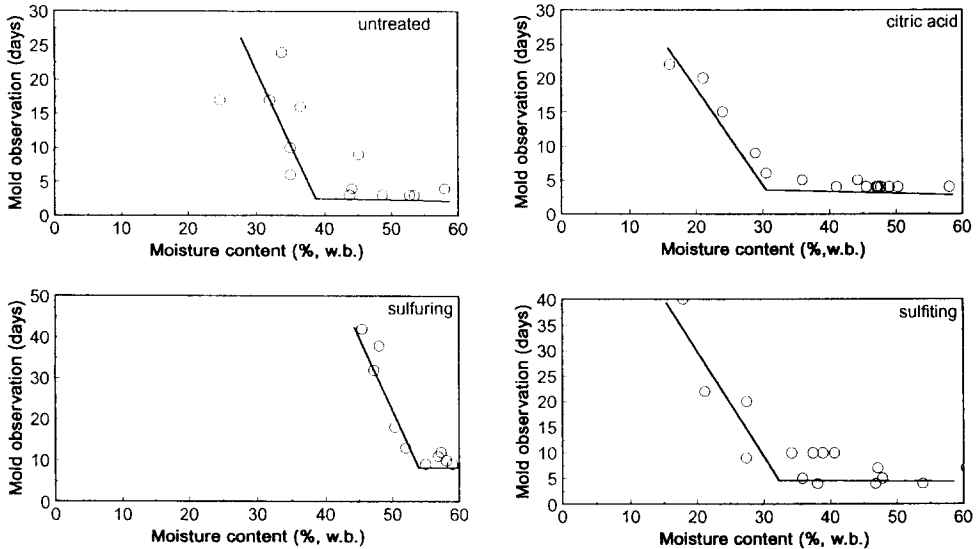 untreated
Mold observation (days)
30
25
20
15
10
5
0
0 10 20 30 40 50 60
Moisture content (%, w.b.)
citric acid
Mold observation (days)
30
25
20
15
10
5
0
0 10 20 30 40 50 60
Moisture content (%,w.b.)
sulfuring
Mold observation (days)
50
40
30
20
10
0
0 10 20 30 40 50 60
Moisture content (%, w.b.)
sulfiting
Mold observation (days)
40
35
30
25
20
15
10
5
0
0 10 20 30 40 50 60
Moisture content (%, w.b.)